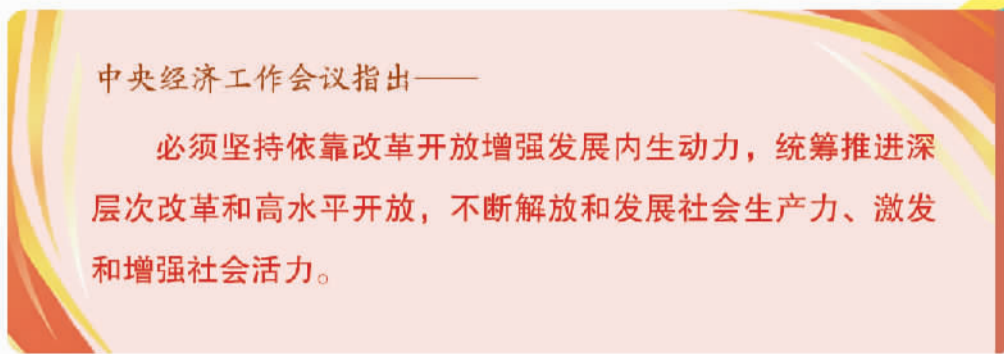 中央经济工作会议指出——
必须坚持依靠改革开放增强发展内生动力，统筹推进深
层次改革和高水平开放，不断解放和发展社会生产力、激发
和增强社会活力。